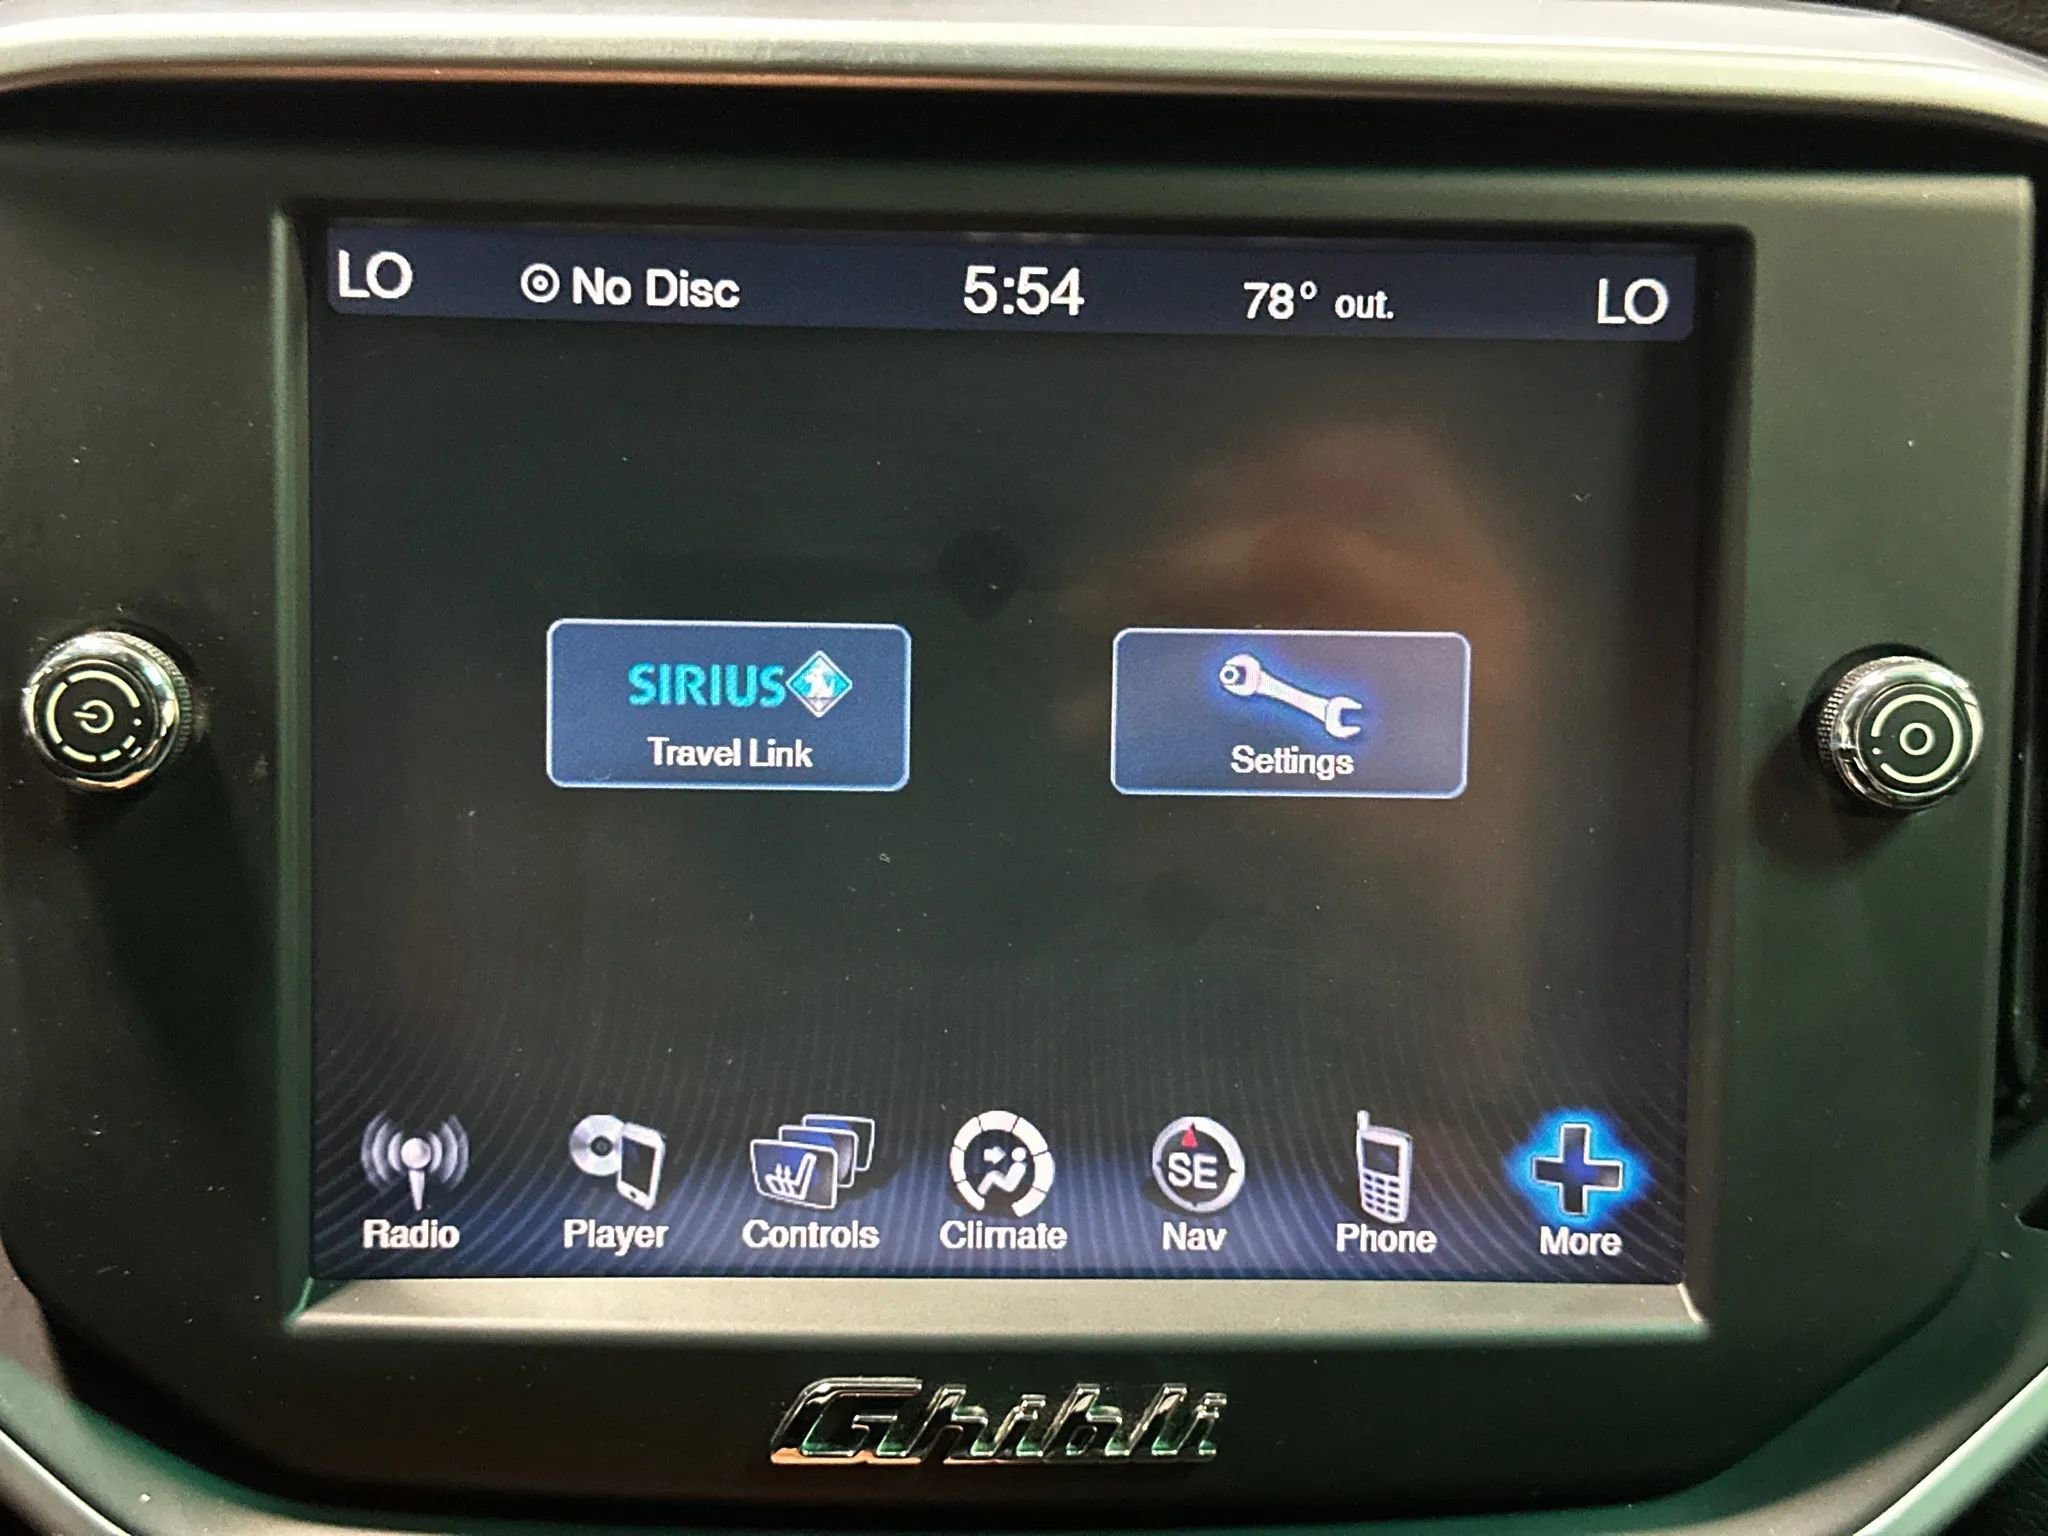 LO No Disc 5:54 78° out. LO
SIRIUS
Travel Link
Settings
SE
Radio Player Controls Climate Nav Phone More
Ghibli